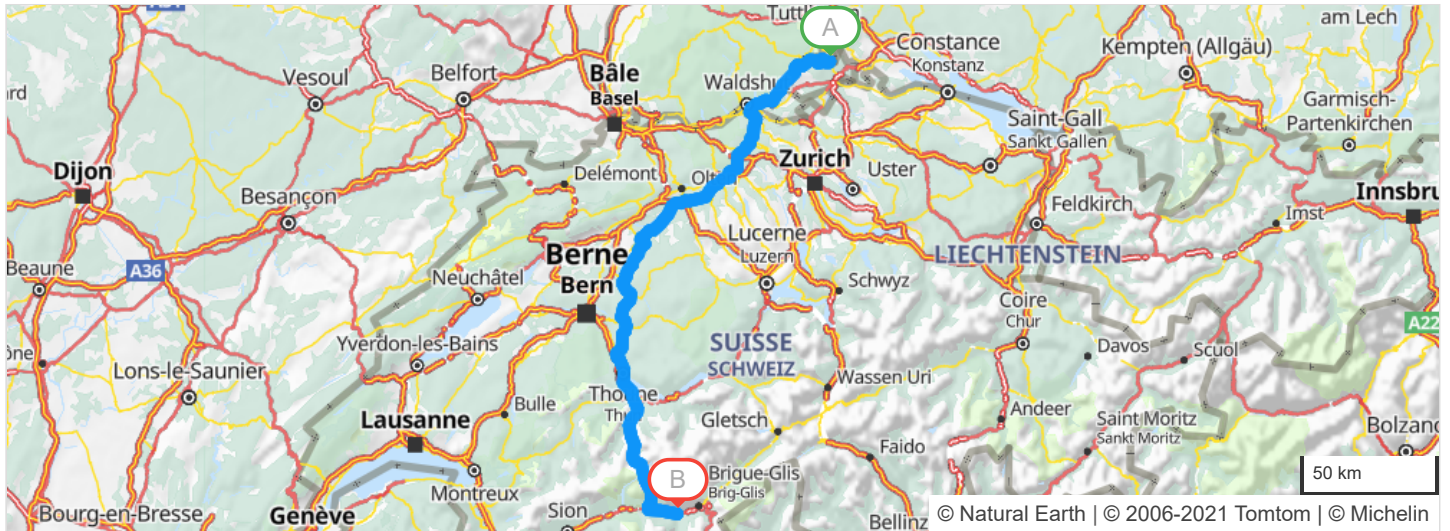 Tuttlingen
am Lech
A
Constance
Konstanz
Kempten (Allgäu)
Vesoul
Belfort
Bâle
Basel
Waldshu
Garmisch-
Partenkirchen
Saint-Gall
Sankt Gallen
Dijon
Delémont
Olt
Zurich
Uster
Besançon
Feldkirch
Imst
Innsbru
Lucerne
Luzern
Berne
Bern
LIECHTENSTEIN
Beaune
A36
Neuchâtel
Schwyz
Coire
Chur
A22
Yverdon-les-Bains
SUISSE
SCHWEIZ
Davos
Scuol
Lons-le-Saunier
Wassen Uri
Bulle
Gletsch
Lausanne
Andeer
Saint Moritz
Sankt Moritz
Bolzano
Faido
50 km
B
Brigue-Glis
Brig-Glis
Montreux
Sion
Bourg-en-Bresse
Genève
Bellinz
© Natural Earth | © 2006-2021 Tomtom | © Michelin